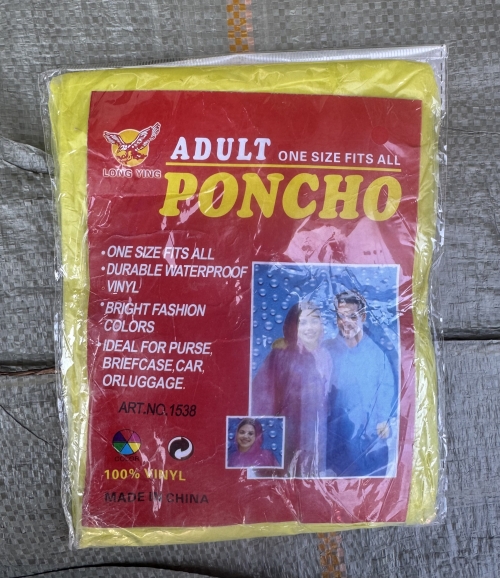 LONG YING
ADULT ONE SIZE FITS ALL
PONCHO
• ONE SIZE FITS ALL
• DURABLE WATERPROOF
VINYL
• BRIGHT FASHION
COLORS
• IDEAL FOR PURSE,
BRIEFCASE, CAR,
ORLUGGAGE.
ART.NO.1538
100% VINYL
MADE IN CHINA